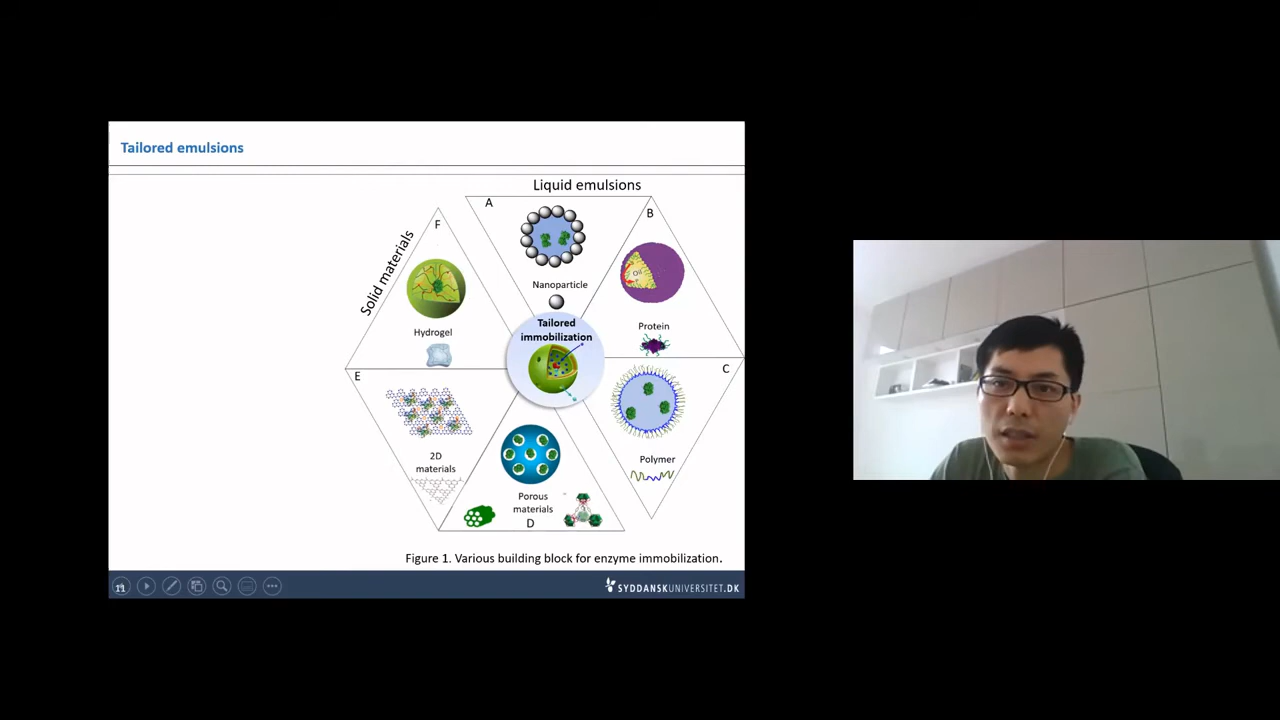 Tailored emulsions
Liquid emulsions
A
B
F
Solid materials
Oil
Nanoparticle
Tailored
immobilization
Protein
Hydrogel
E
C
2D
materials
Polymer
Porous
materials
D
Figure 1. Various building block for enzyme immobilization.
11
SYDDANSKUNIVERSITET.DK